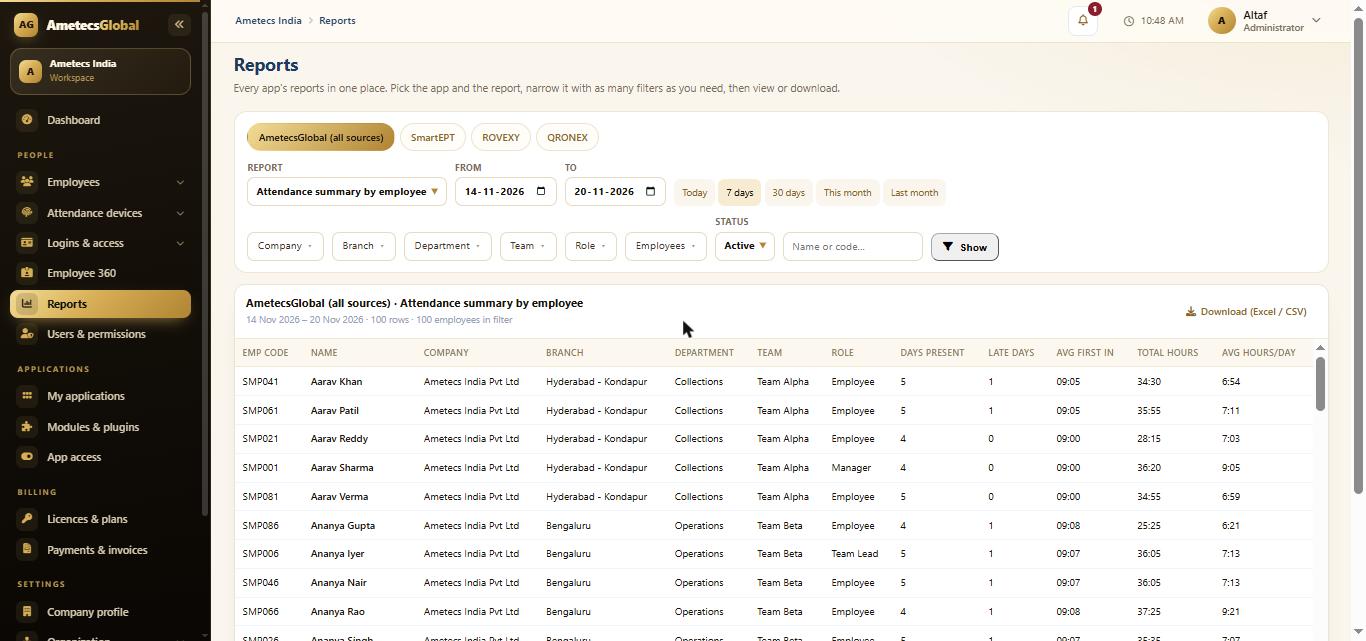 AG AmetecsGlobal
A Ametecs India
Workspace
Dashboard
PEOPLE
Employees
Attendance devices
Logins & access
Employee 360
Reports
Users & permissions
APPLICATIONS
My applications
Modules & plugins
App access
BILLING
Licences & plans
Payments & invoices
SETTINGS
Company profile
Ametecs India > Reports
1
10:48 AM
A Altaf
Administrator
Reports
Every app's reports in one place. Pick the app and the report, narrow it with as many filters as you need, then view or download.
AmetecsGlobal (all sources) SmartEPT ROVEXY QRONEX
REPORT FROM TO
Attendance summary by employee 14-11-2026 20-11-2026 Today 7 days 30 days This month Last month
STATUS
Company Branch Department Team Role Employees Active Name or code... Show
AmetecsGlobal (all sources) · Attendance summary by employee
14 Nov 2026 – 20 Nov 2026 · 100 rows · 100 employees in filter
Download (Excel / CSV)
EMP CODE NAME COMPANY BRANCH DEPARTMENT TEAM ROLE DAYS PRESENT LATE DAYS AVG FIRST IN TOTAL HOURS AVG HOURS/DAY
SMP041 Aarav Khan Ametecs India Pvt Ltd Hyderabad - Kondapur Collections Team Alpha Employee 5 1 09:05 34:30 6:54
SMP061 Aarav Patil Ametecs India Pvt Ltd Hyderabad - Kondapur Collections Team Alpha Employee 5 1 09:05 35:55 7:11
SMP021 Aarav Reddy Ametecs India Pvt Ltd Hyderabad - Kondapur Collections Team Alpha Employee 4 0 09:00 28:15 7:03
SMP001 Aarav Sharma Ametecs India Pvt Ltd Hyderabad - Kondapur Collections Team Alpha Manager 4 0 09:00 36:20 9:05
SMP081 Aarav Verma Ametecs India Pvt Ltd Hyderabad - Kondapur Collections Team Alpha Employee 5 0 09:00 34:55 6:59
SMP086 Ananya Gupta Ametecs India Pvt Ltd Bengaluru Operations Team Beta Employee 4 1 09:08 25:25 6:21
SMP006 Ananya Iyer Ametecs India Pvt Ltd Bengaluru Operations Team Beta Team Lead 5 1 09:07 36:05 7:13
SMP046 Ananya Nair Ametecs India Pvt Ltd Bengaluru Operations Team Beta Employee 5 1 09:07 36:05 7:13
SMP066 Ananya Rao Ametecs India Pvt Ltd Bengaluru Operations Team Beta Employee 4 1 09:08 37:25 9:21